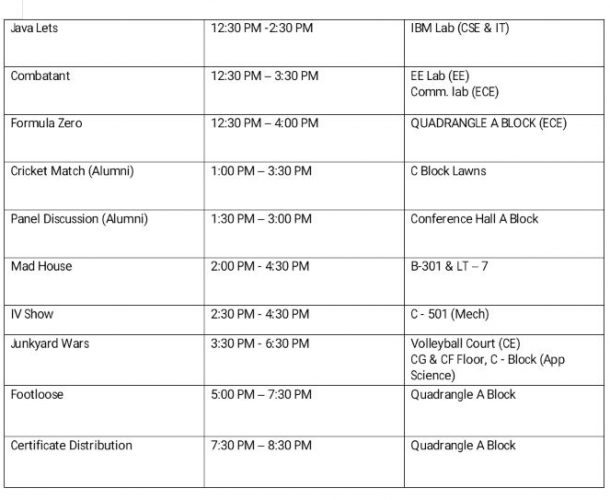 Java Lets 12:30 PM -2:30 PM IBM Lab (CSE & IT)
Combatant 12:30 PM – 3:30 PM EE Lab (EE)
Comm. lab (ECE)
Formula Zero 12:30 PM – 4:00 PM QUADRANGLE A BLOCK (ECE)
Cricket Match (Alumni) 1:00 PM – 3:30 PM C Block Lawns
Panel Discussion (Alumni) 1:30 PM – 3:00 PM Conference Hall A Block
Mad House 2:00 PM - 4:30 PM B-301 & LT – 7
IV Show 2:30 PM - 4:30 PM C - 501 (Mech)
Junkyard Wars 3:30 PM - 6:30 PM Volleyball Court (CE)
CG & CF Floor, C - Block (App
Science)
Footloose 5:00 PM – 7:30 PM Quadrangle A Block
Certificate Distribution 7:30 PM – 8:30 PM Quadrangle A Block